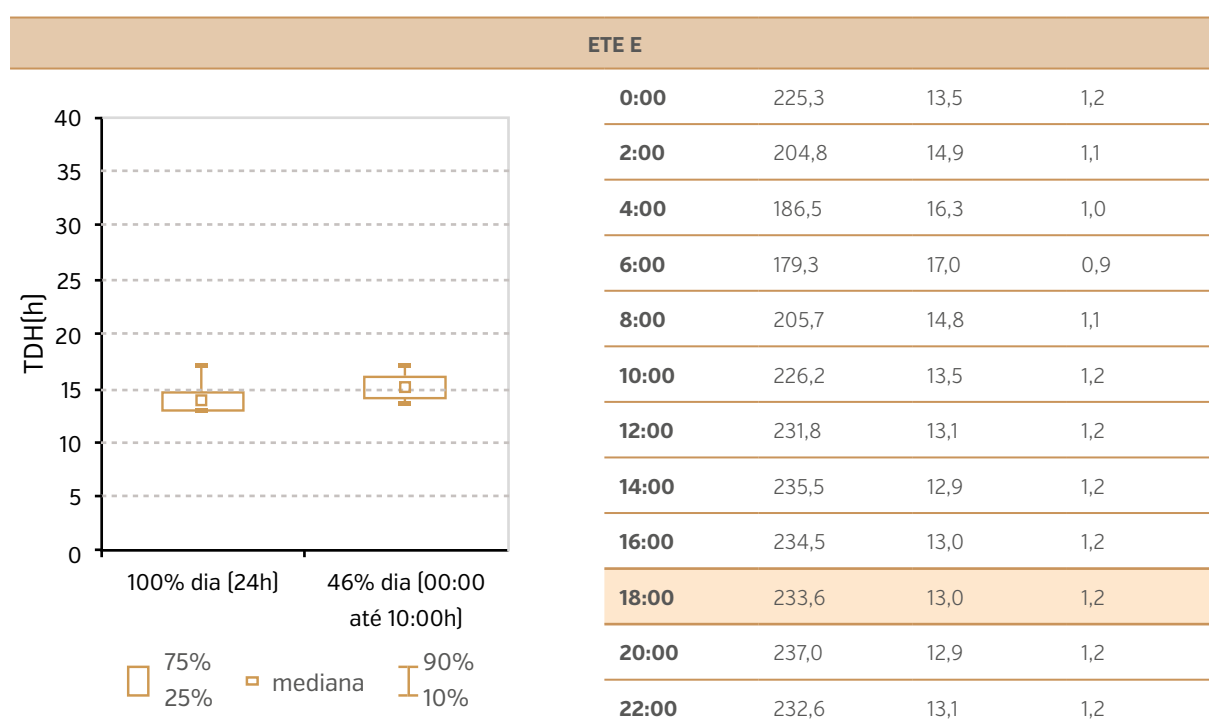 ETE E
40
35
30
25
20
15
10
5
0
TDH(h)
100% dia (24h)
46% dia (00:00
até 10:00h)
75%
25%
mediana
90%
10%
0:00 225,3 13,5 1,2
2:00 204,8 14,9 1,1
4:00 186,5 16,3 1,0
6:00 179,3 17,0 0,9
8:00 205,7 14,8 1,1
10:00 226,2 13,5 1,2
12:00 231,8 13,1 1,2
14:00 235,5 12,9 1,2
16:00 234,5 13,0 1,2
18:00 233,6 13,0 1,2
20:00 237,0 12,9 1,2
22:00 232,6 13,1 1,2